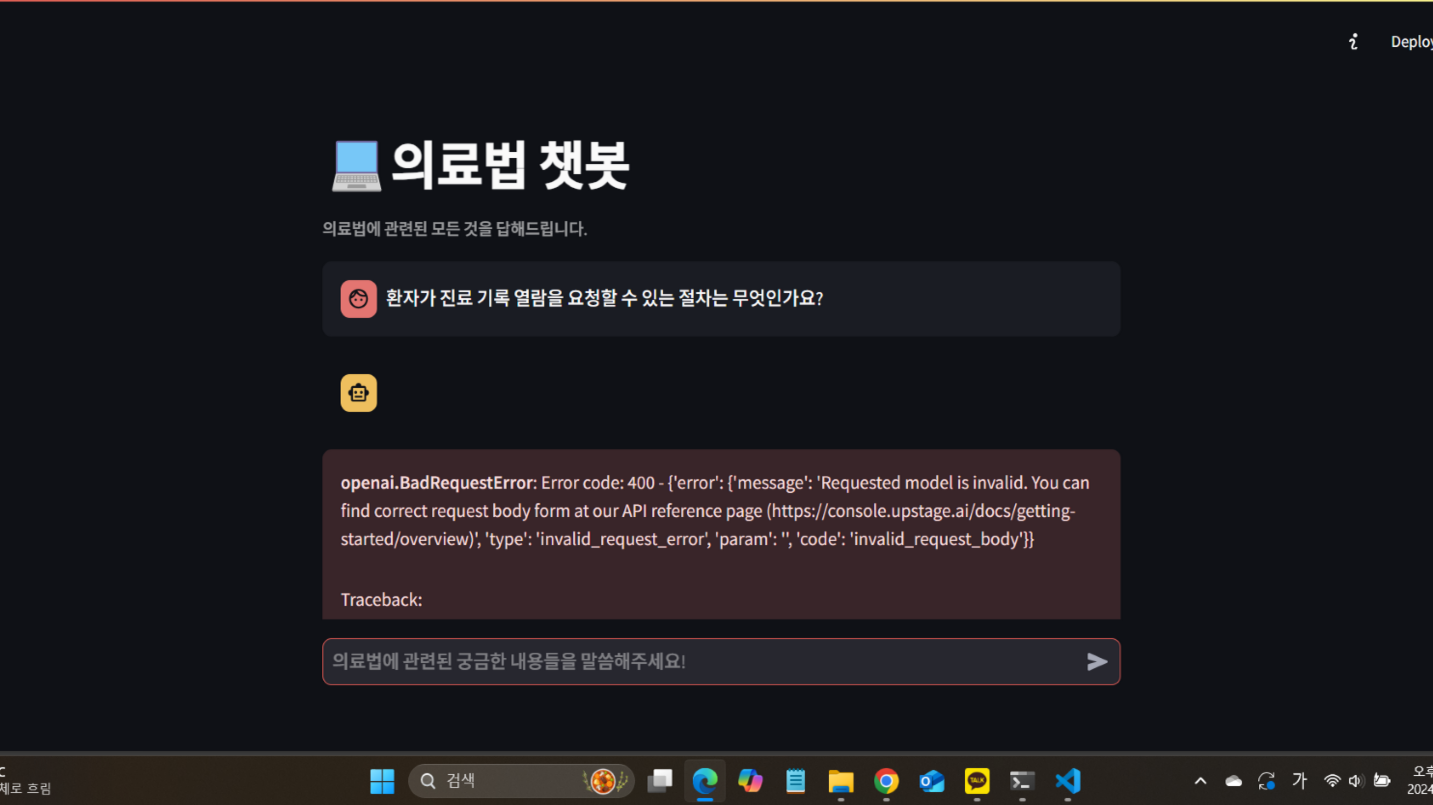 Deploy
의료법 챗봇
의료법에 관련된 모든 것을 답해드립니다.
환자가 진료 기록 열람을 요청할 수 있는 절차는 무엇인가요?
openai.BadRequestError: Error code: 400 - {'error': {'message': 'Requested model is invalid. You can
find correct request body form at our API reference page (https://console.upstage.ai/docs/getting-
started/overview)', 'type': 'invalid_request_error', 'param': '', 'code': 'invalid_request_body'}}
Traceback:
의료법에 관련된 궁금한 내용들을 말씀해주세요!
C
체로 흐림
검색
TALK
가
오후
2024